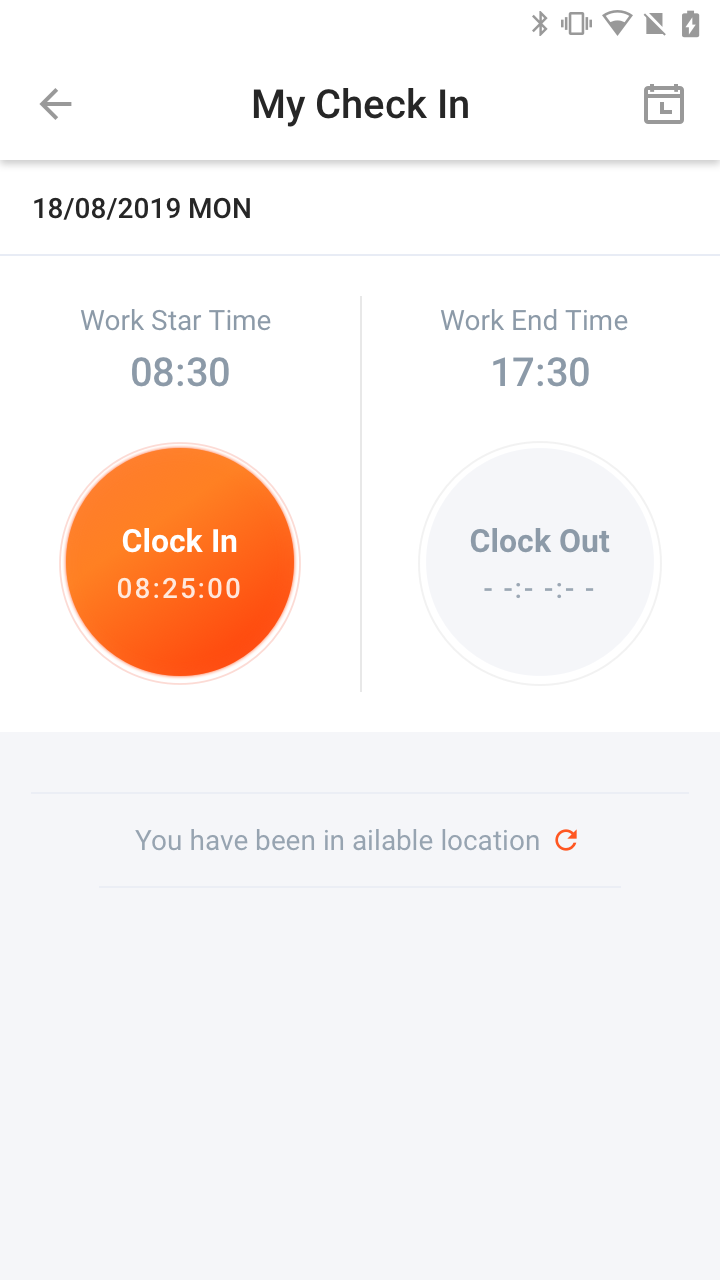 My Check In
18/08/2019 MON
Work Star Time
08:30
Work End Time
17:30
Clock In
08:25:00
Clock Out
- -:- -:- -
You have been in ailable location